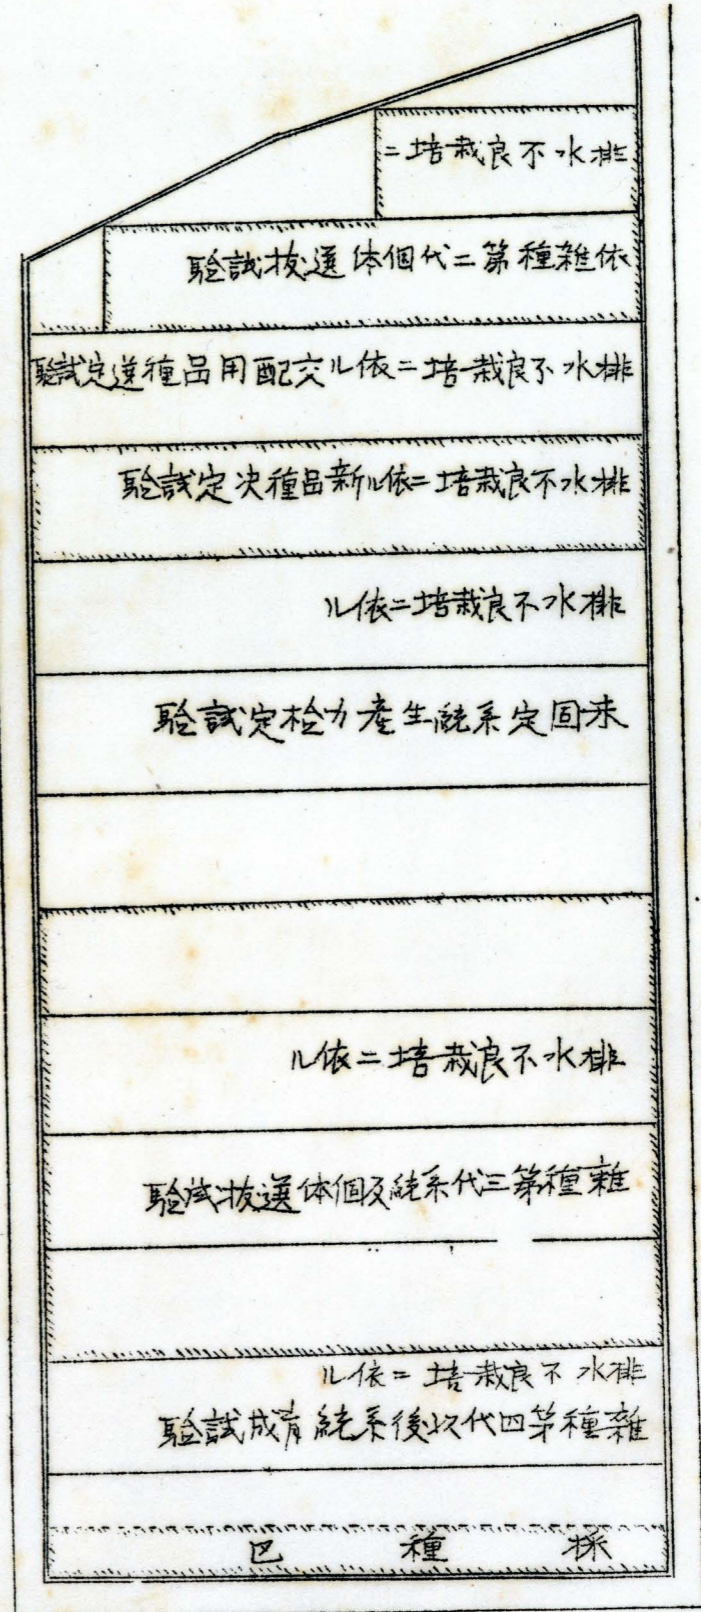 排水不良栽培ニ
依雑種第二代個体選抜試験
排水不良栽培ニ依ル交配用品種選定試験
排水不良栽培ニ依ル新品種決定試験
排水不良栽培ニ依ル
未固定系統生産力検定試験
排水不良栽培ニ依ル
雑種第三代系統及個体選抜試験
排水不良栽培ニ依ル
雑種第四代以後系統育成試験
採種巴